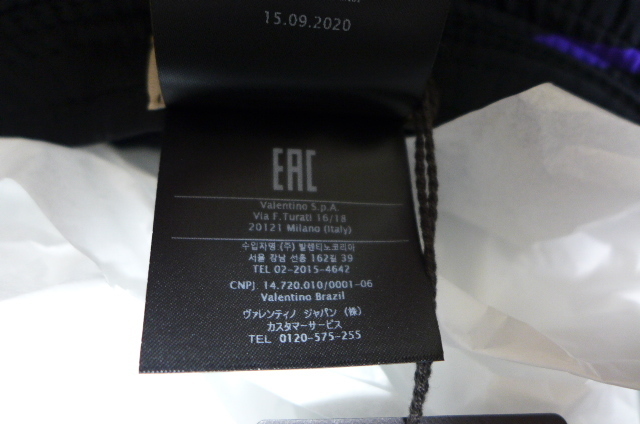 15.09.2020
EAC
Valentino S.p.A.
Via F.Turati 16/18
20121 Milano (Italy)
수입자명 (주) 발렌티노코리아
서울 강남 선릉 162길 39
TEL 02-2015-4642
CNPJ. 14.720.010/0001-06
Valentino Brazil
ヴァレンティノ ジャパン (株)
カスタマーサービス
TEL 0120-575-255